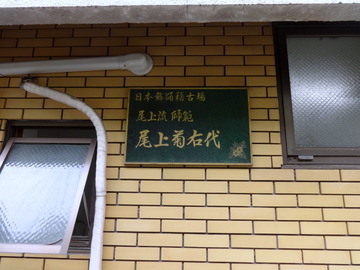 日本舞踊稽古場
尾上流 師範
尾上菊右代